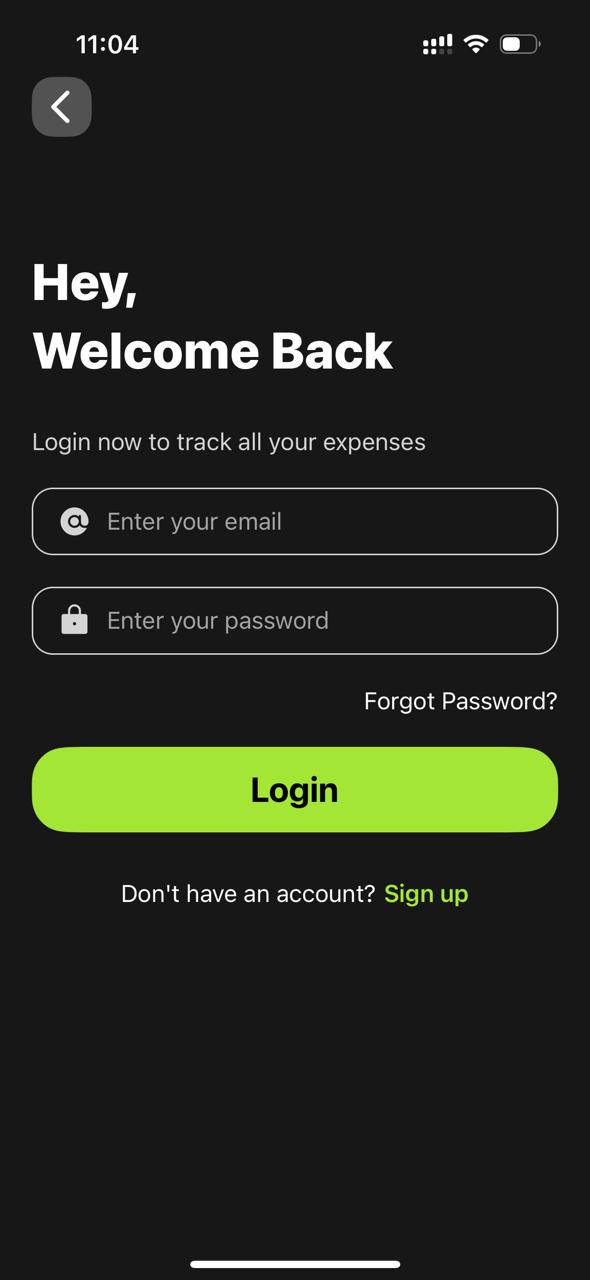 11:04
Hey,
Welcome Back
Login now to track all your expenses
Enter your email
Enter your password
Forgot Password?
Login
Don't have an account? Sign up